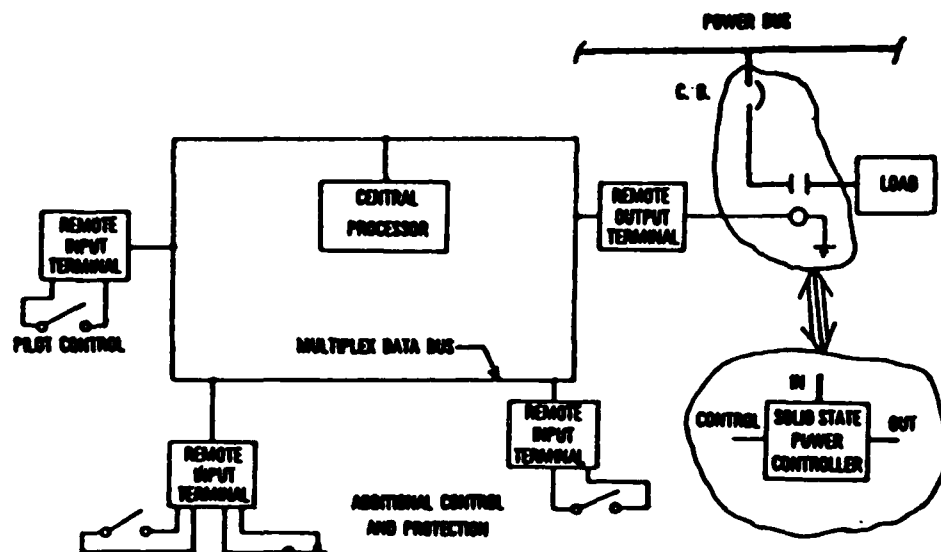 POWER BUS
C. B.
LOAD
CENTRAL
PROCESSOR
REMOTE
OUTPUT
TERMINAL
REMOTE
INPUT
TERMINAL
PILOT CONTROL
MULTIPLEX DATA BUS
REMOTE
INPUT
TERMINAL
REMOTE
INPUT
TERMINAL
ADDITIONAL CONTROL
AND PROTECTION
IN
CONTROL
SOLID STATE
POWER
CONTROLLER
OUT